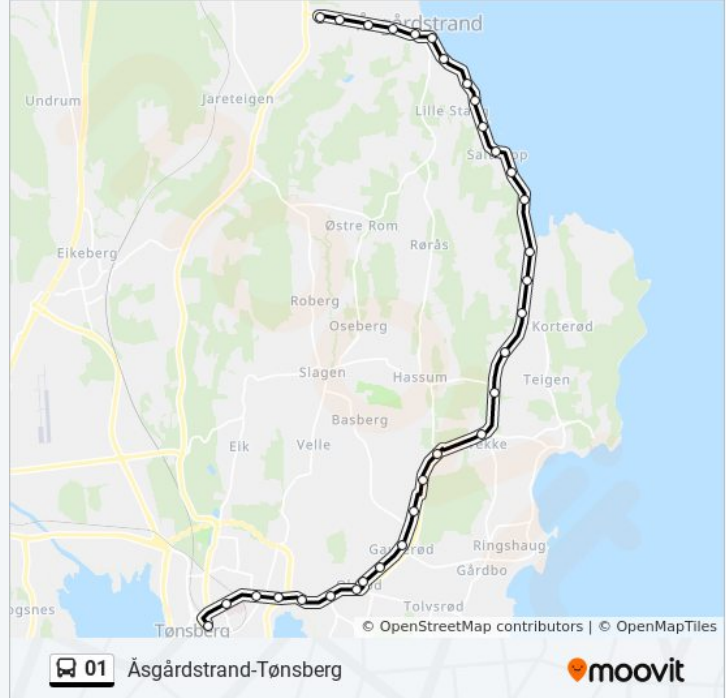 Åsgårdstrand
Undrum
Jareteigen
Lille Sta
Østre Rom
Rørås
Eikeberg
Roberg
Oseberg
Korterød
Slagen
Hassum
Teigen
Basberg
Eik
Velle
Ringshaug
Gårdbo
Tolvsrød
ogsnes
Tønsberg
© OpenStreetMap contributors | © OpenMapTiles
01 Åsgårdstrand-Tønsberg
moovit